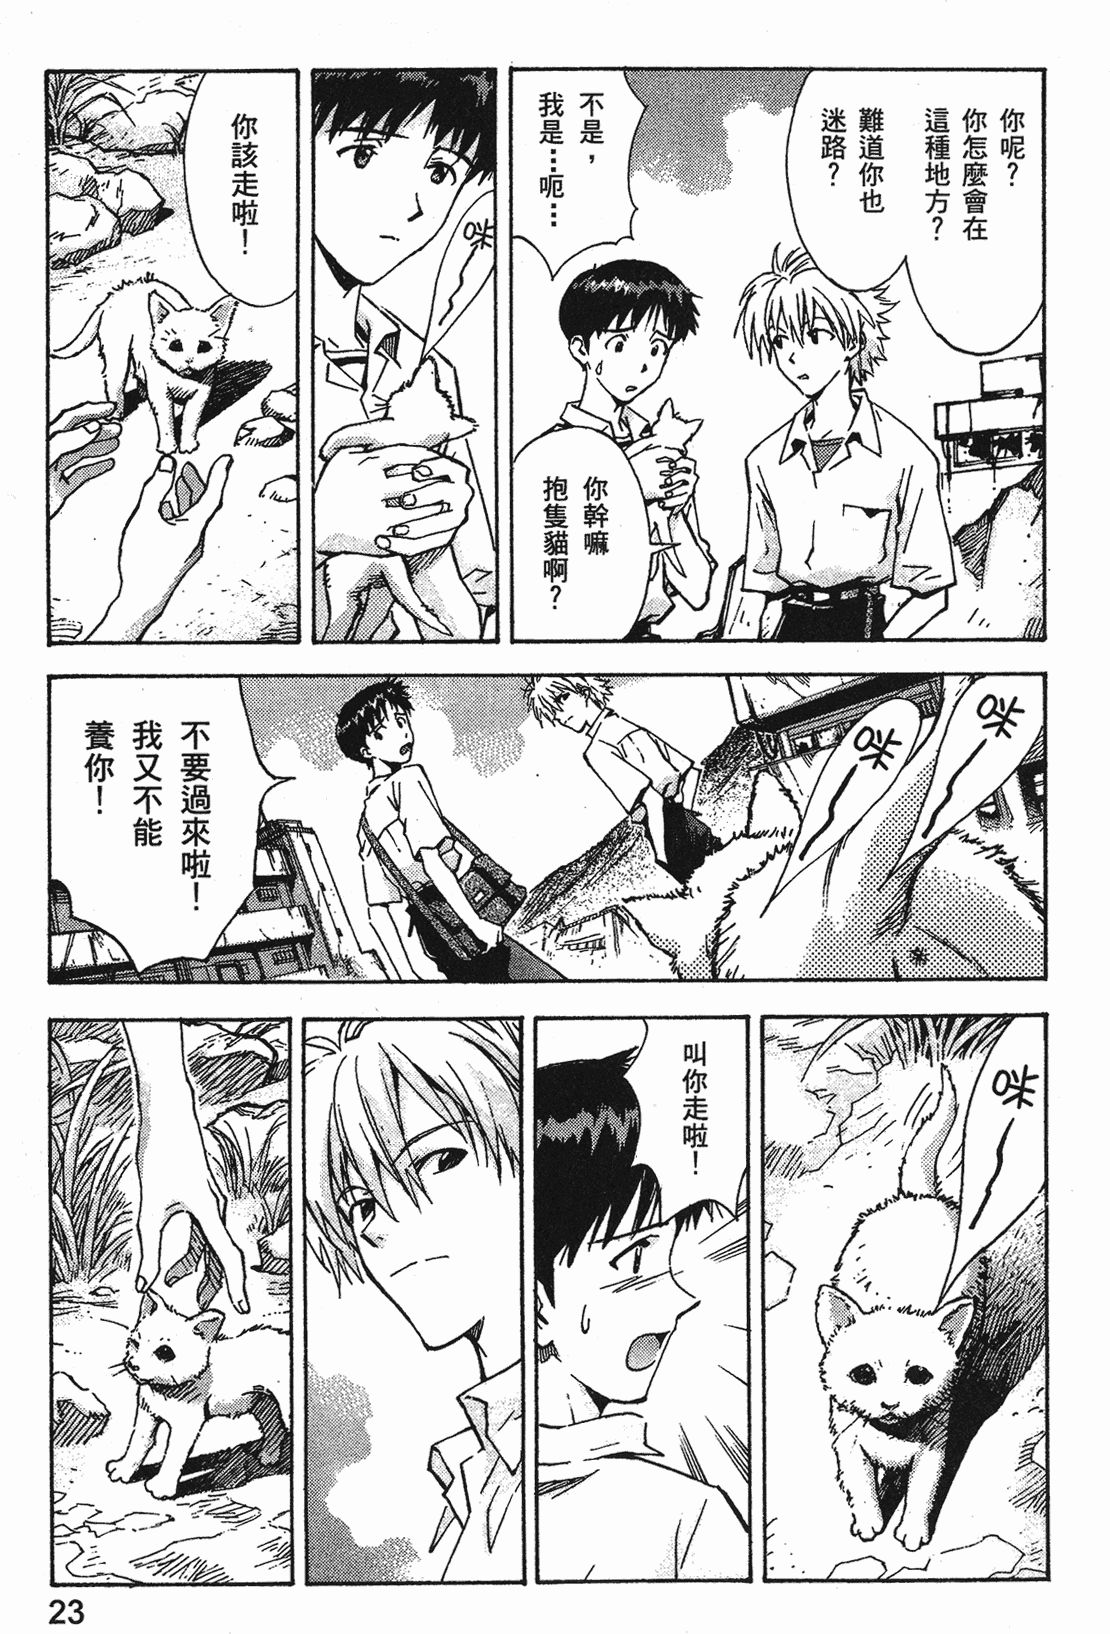 你呢？
你怎麼會在
這種地方？
難道你也
迷路？
不是，
我是⋯呃⋯
你幹嘛
抱隻貓啊？
咪—
你該走啦！
咪—
咪—
不要過來啦！
我又不能
養你！
咪—
叫你走啦！
23